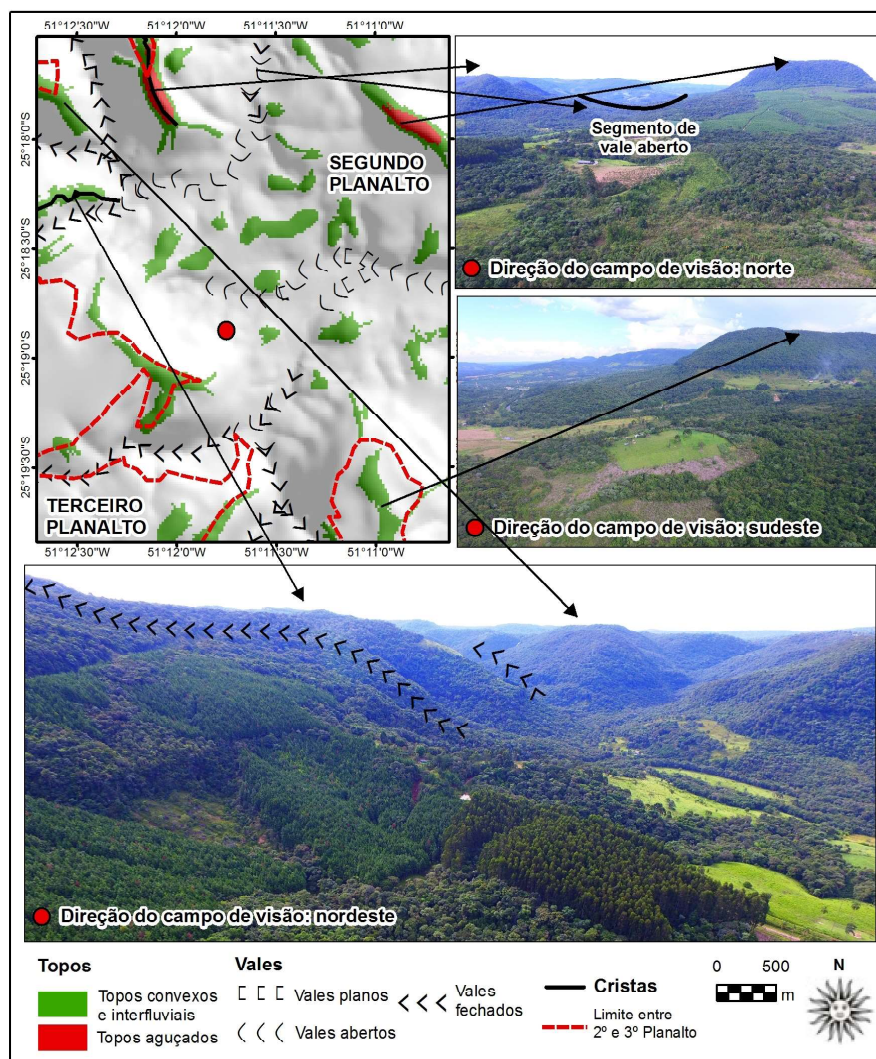 51°12'30"W 51°12'0"W 51°11'30"W 51°11'0"W
25°18'0"S
25°18'30"S
25°19'0"S
25°19'30"S
SEGUNDO
PLANALTO
TERCEIRO
PLANALTO
51°12'30"W 51°12'0"W 51°11'30"W 51°11'0"W
Segmento de
vale aberto
Direção do campo de visão: norte
Direção do campo de visão: sudeste
Direção do campo de visão: nordeste
Topos
Topos convexos
e interfluviais
Topos aguçados
Vales
Vales planos
Vales abertos
Vales
fechados
Cristas
Limito entre
2º e 3º Planalto
0 500
m
N